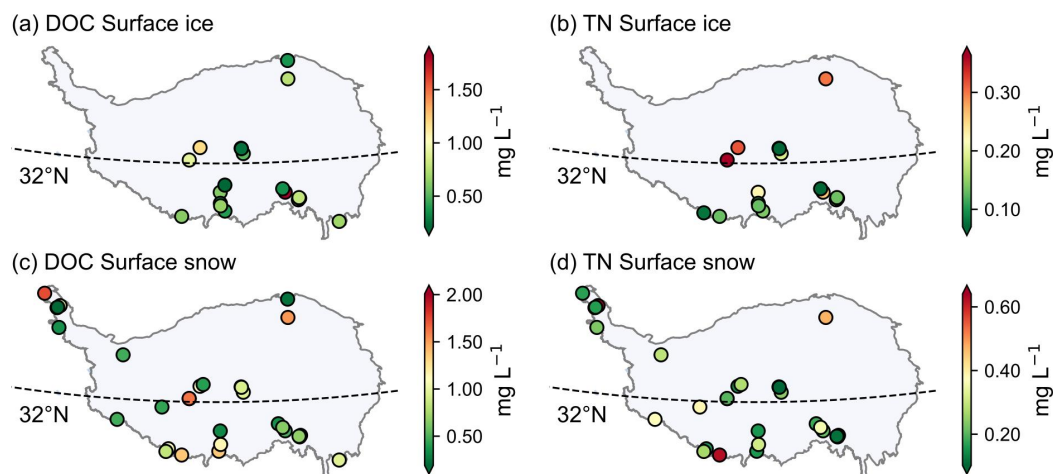 (a) DOC Surface ice
1.50
1.00
0.50
mg L⁻¹
32°N
(b) TN Surface ice
0.30
0.20
0.10
mg L⁻¹
32°N
(c) DOC Surface snow
2.00
1.50
1.00
0.50
mg L⁻¹
32°N
(d) TN Surface snow
0.60
0.40
0.20
mg L⁻¹
32°N